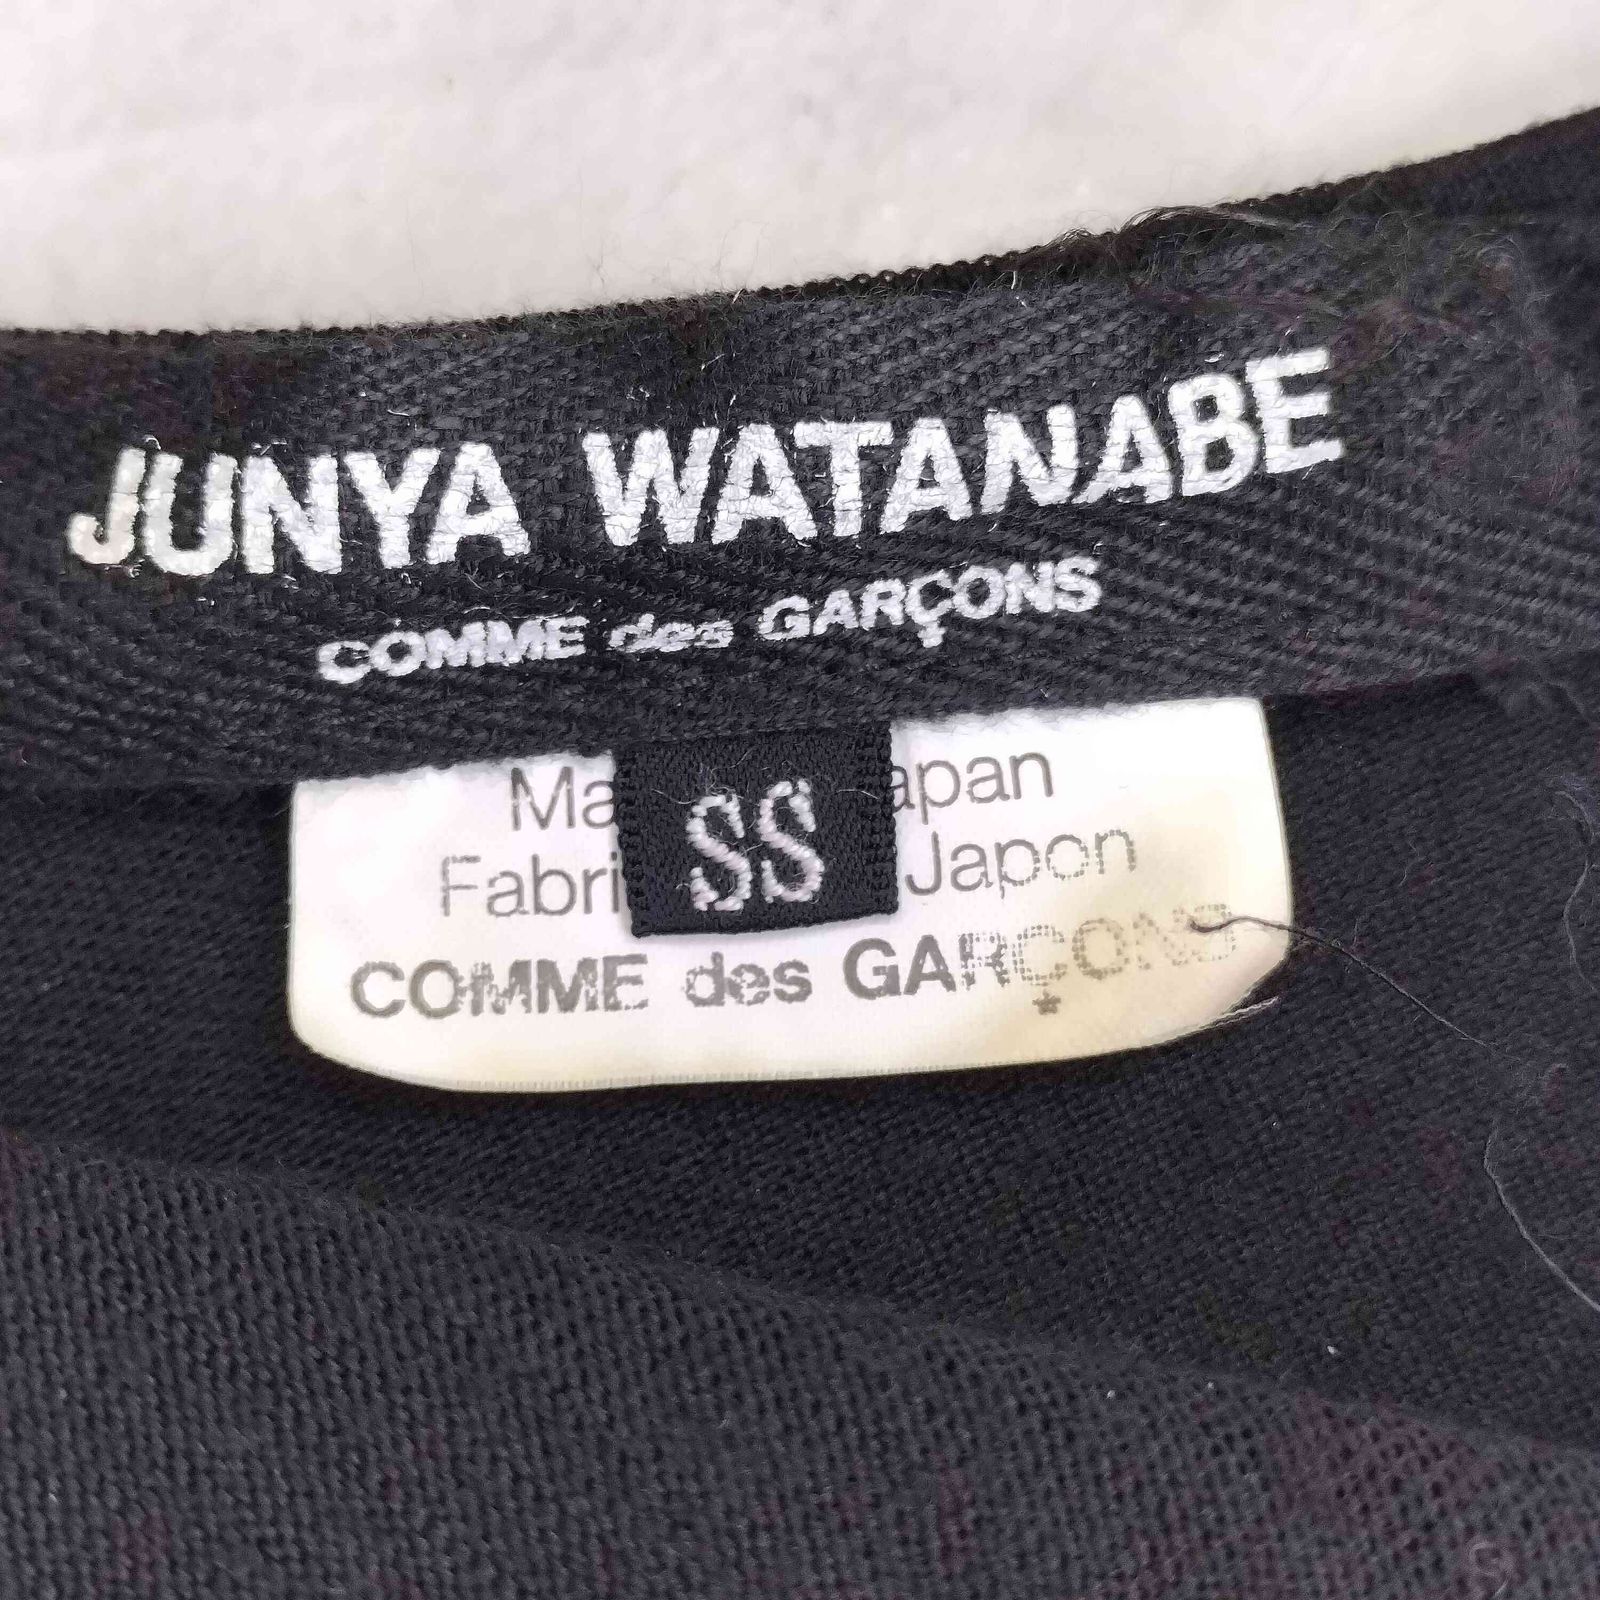 JUNYA WATANABE
COMME des GARÇONS
SS
Ma apan
Fabri Japon
COMME des GARÇONS
*